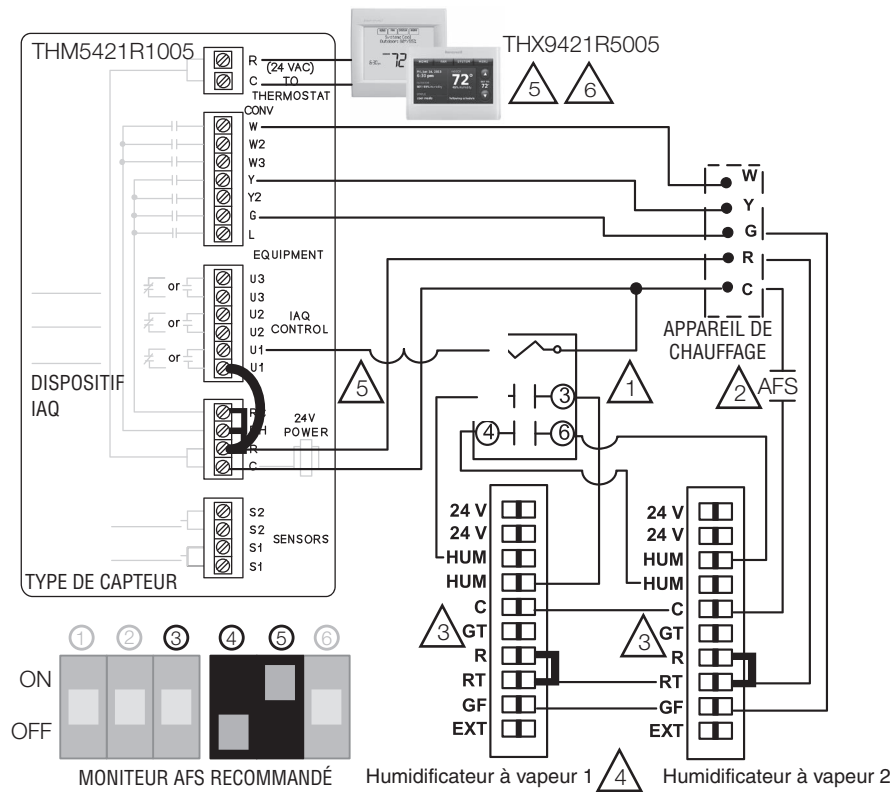 THM5421R1005
THX9421R5005
R
C
(24 VAC)
TO
THERMOSTAT
72
72°
5
6
CONV
W
W2
W3
Y
Y2
G
L
EQUIPMENT
W
Y
G
R
C
APPAREIL DE
CHAUFFAGE
U3
U3
U2
U2
U1
U1
or
or
or
IAQ
CONTROL
DISPOSITIF
IAQ
5
1
2
AFS
3
4
6
R
C
24V
POWER
S2
S2
S1
S1
SENSORS
TYPE DE CAPTEUR
24 V
24 V
HUM
HUM
C
GT
R
RT
GF
EXT
3
24 V
24 V
HUM
HUM
C
GT
R
RT
GF
EXT
3
1
2
3
4
5
6
ON
OFF
MONITEUR AFS RECOMMANDÉ
Humidificateur à vapeur 1
4
Humidificateur à vapeur 2